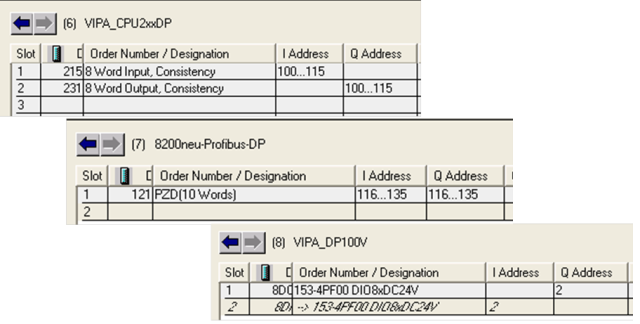 (6) VIPA_CPU2xxDP
Slot D Order Number / Designation I Address Q Address
1 215 8 Word Input, Consistency 100...115
2 231 8 Word Output, Consistency 100...115
3
(7) 8200neu-Profibus-DP
Slot D Order Number / Designation I Address Q Address
1 121 PZD(10 Words) 116...135 116...135
2
(8) VIPA_DP100V
Slot D Order Number / Designation I Address Q Address
1 8DO 153-4PF00 DIO8xDC24V 2
2 8DI --> 153-4PF00 DIO8xDC24V 2